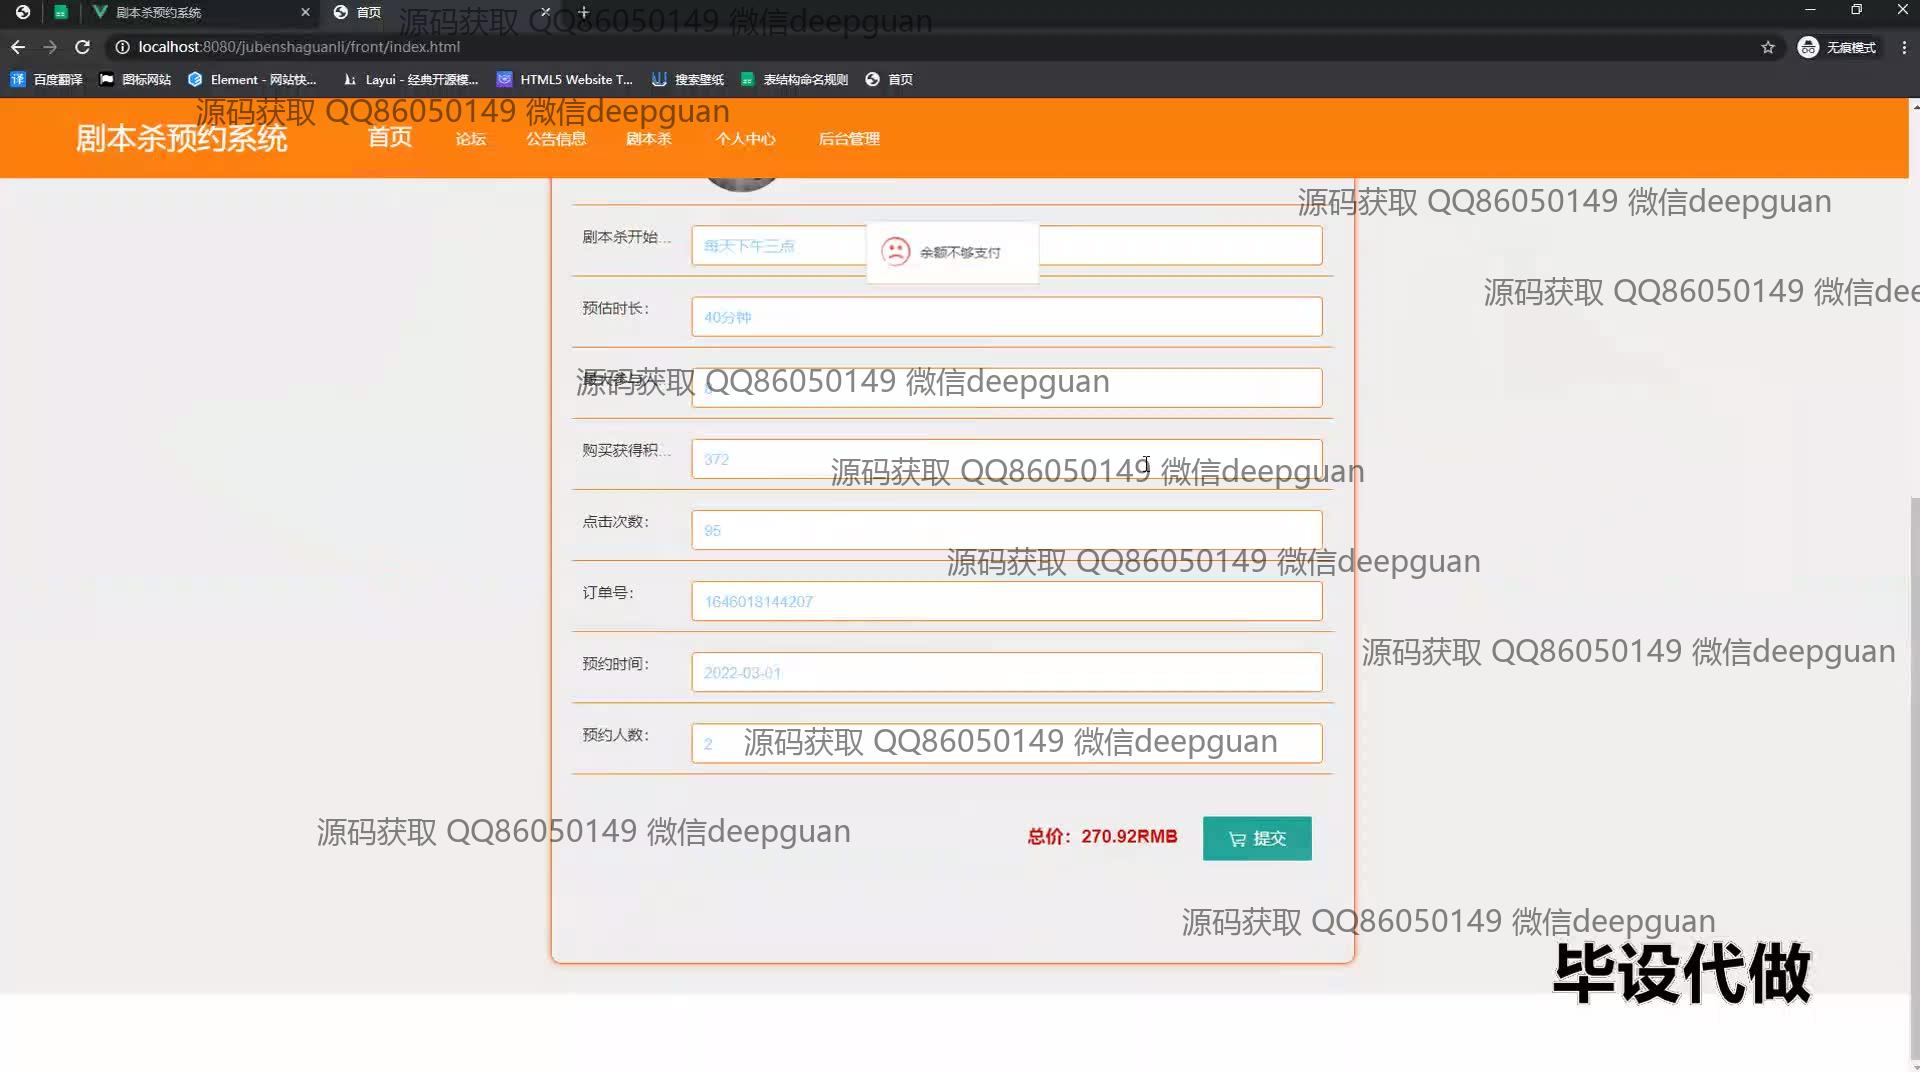 剧本杀预约系统
首页
源码获取 QQ86050149 微信deepguan
localhost:8080/jubenshaguanli/front/index.html
无痕模式
百度翻译
图标网站
Element - 网站快...
Layui - 经典开源模...
HTML5 Website T...
搜索壁纸
表结构命名规则
首页
源码获取 QQ86050149 微信deepguan
剧本杀预约系统
首页
论坛
公告信息
剧本杀
个人中心
后台管理
源码获取 QQ86050149 微信deepguan
剧本杀开始...
每天下午三点
余额不够支付
源码获取 QQ86050149 微信dee
预估时长：
40分钟
源码获取 QQ86050149 微信deepguan
购买获得积...
372
源码获取 QQ86050149 微信deepguan
点击次数：
95
源码获取 QQ86050149 微信deepguan
订单号：
1646018144207
预约时间：
2022-03-01
源码获取 QQ86050149 微信deepguan
预约人数：
2
源码获取 QQ86050149 微信deepguan
源码获取 QQ86050149 微信deepguan
总价：270.92RMB
提交
源码获取 QQ86050149 微信deepguan
毕设代做